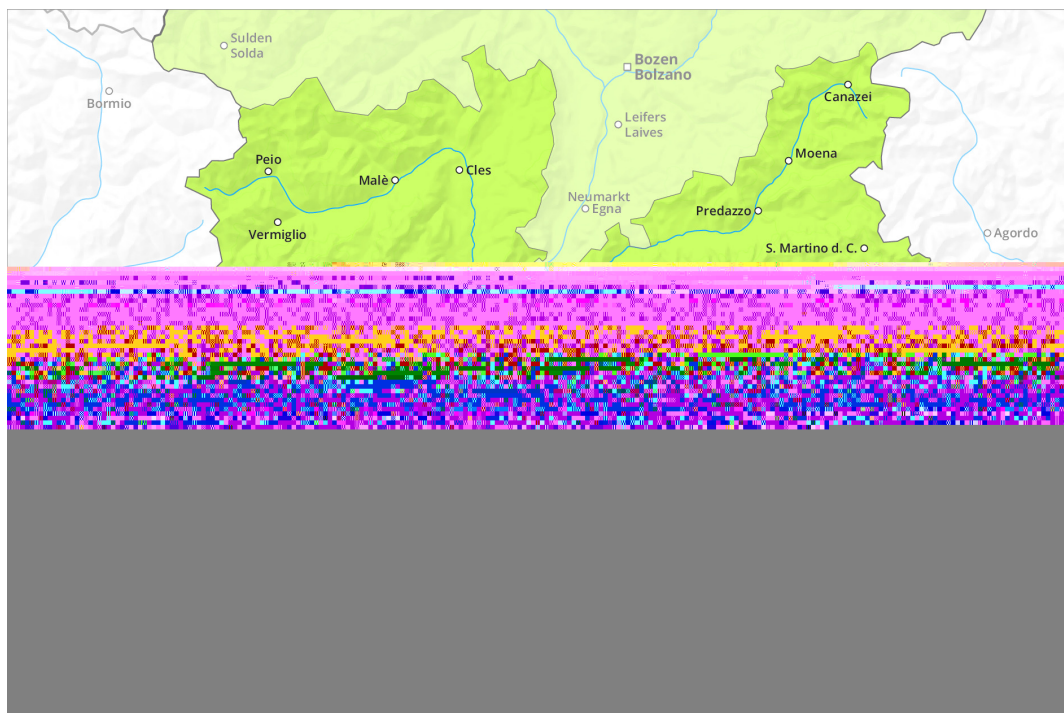 Sulden
Solda
Bozen
Bolzano
Bormio
Canazei
Leifers
Laives
Moena
Peio
Malè
Cles
Neumarkt
Egna
Predazzo
Vermiglio
Agordo
S. Martino d. C.